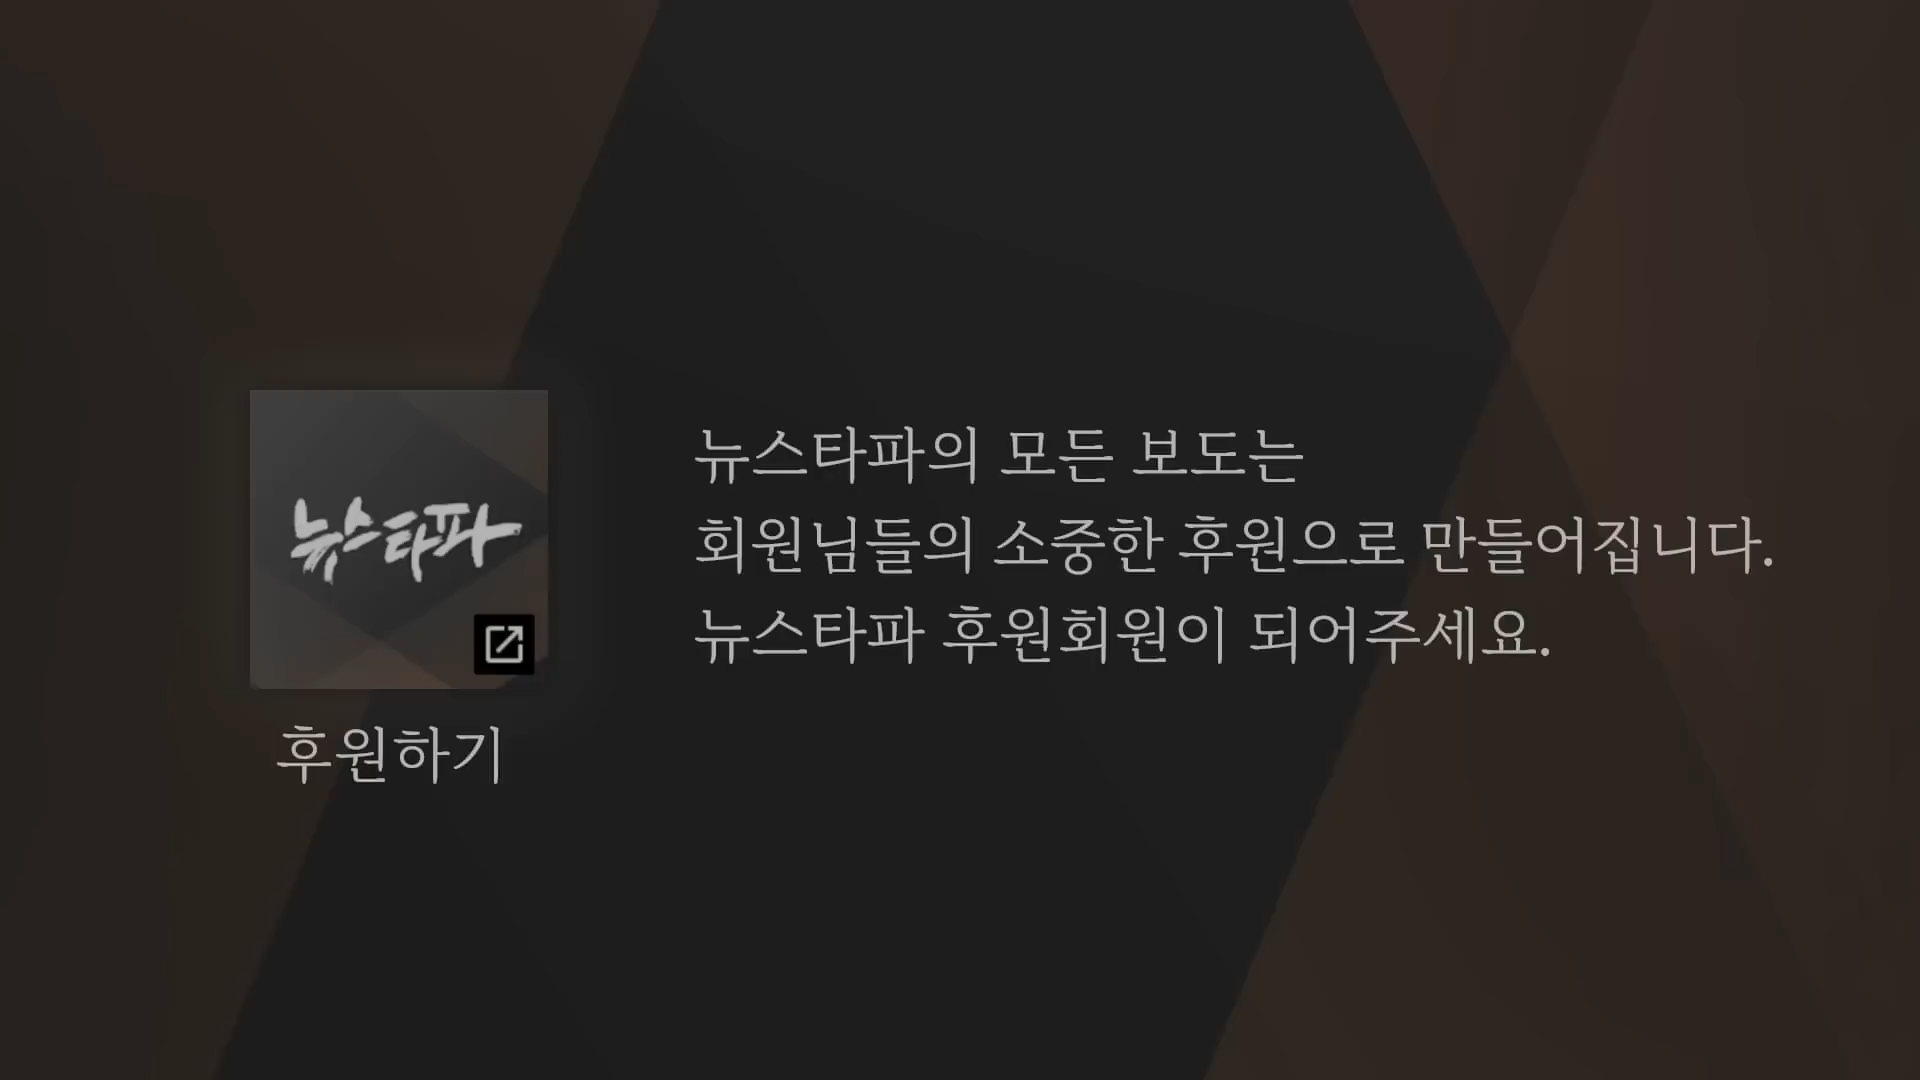 뉴스타파
후원하기
뉴스타파의 모든 보도는
회원님들의 소중한 후원으로 만들어집니다.
뉴스타파 후원회원이 되어주세요.